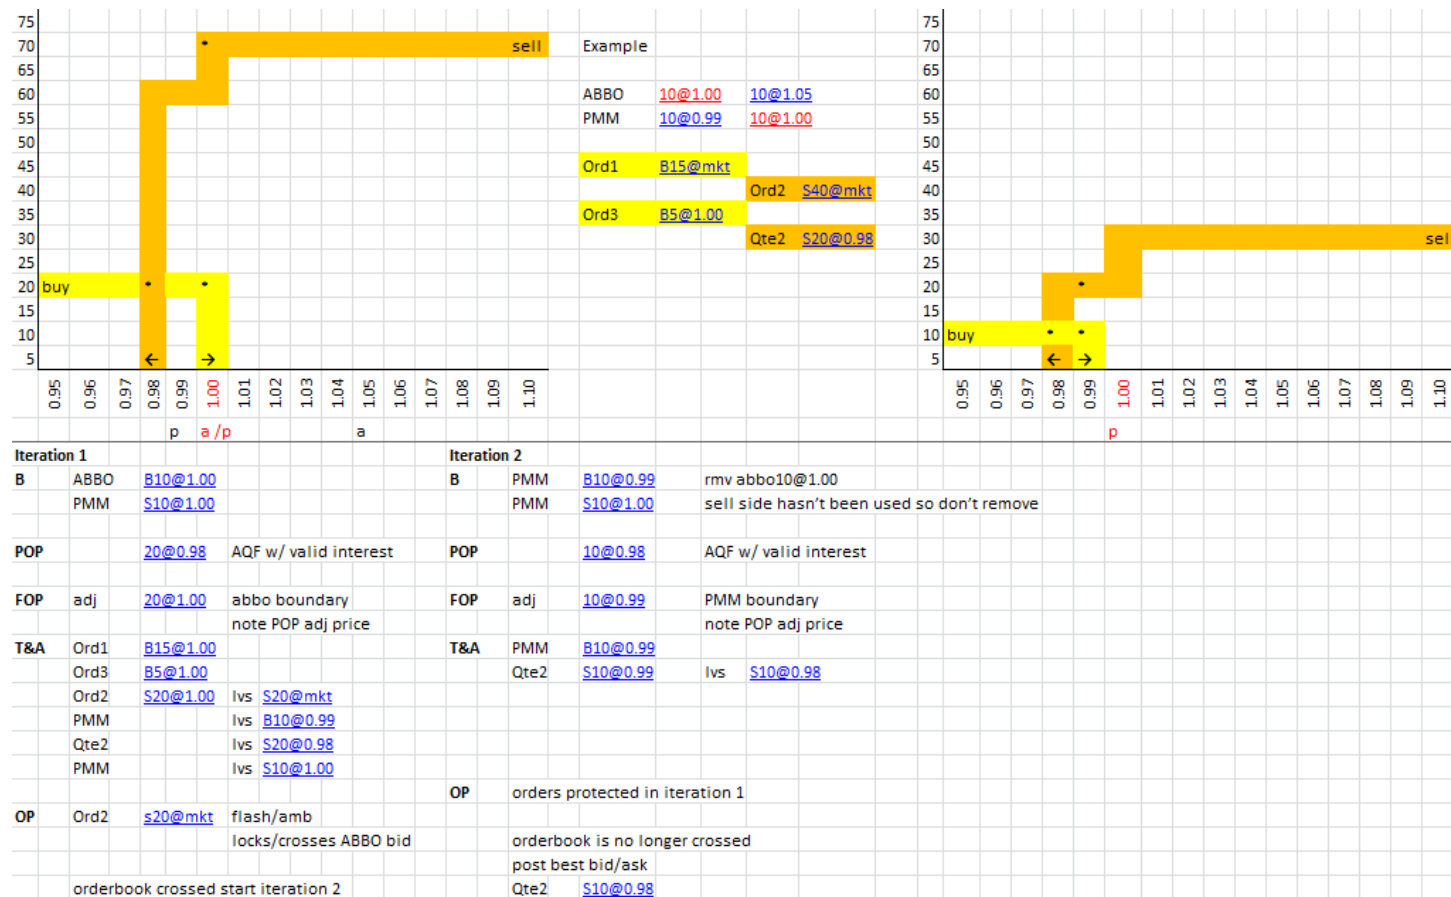 75 75
70 * sell Example 70
65 65
60 ABBO 10@1.00 10@1.05 60
55 PMM 10@0.99 10@1.00 55
50 50
45 Ord1 B15@mkt 45
40 Ord2 S40@mkt 40
35 Ord3 B5@1.00 35
30 Qte2 S20@0.98 30 sel
25 25
20 buy * * 20 *
15 15
10 10 buy * *
5 ← → 5 ← →
0.95 0.96 0.97 0.98 0.99 1.00 1.01 1.02 1.03 1.04 1.05 1.06 1.07 1.08 1.09 1.10 0.95 0.96 0.97 0.98 0.99 1.00 1.01 1.02 1.03 1.04 1.05 1.06 1.07 1.08 1.09 1.10
p a /p a p
Iteration 1 Iteration 2
B ABBO B10@1.00 B PMM B10@0.99 rmv abbo10@1.00
PMM S10@1.00 PMM S10@1.00 sell side hasn't been used so don't remove
POP 20@0.98 AQF w/ valid interest POP 10@0.98 AQF w/ valid interest
FOP adj 20@1.00 abbo boundary FOP adj 10@0.99 PMM boundary
note POP adj price note POP adj price
T&A Ord1 B15@1.00 T&A PMM B10@0.99
Ord3 B5@1.00 Qte2 S10@0.99 lvs S10@0.98
Ord2 S20@1.00 lvs S20@mkt
PMM lvs B10@0.99
Qte2 lvs S20@0.98
PMM lvs S10@1.00
OP orders protected in iteration 1
OP Ord2 s20@mkt flash/amb
locks/crosses ABBO bid orderbook is no longer crossed
post best bid/ask
orderbook crossed start iteration 2 Qte2 S10@0.98